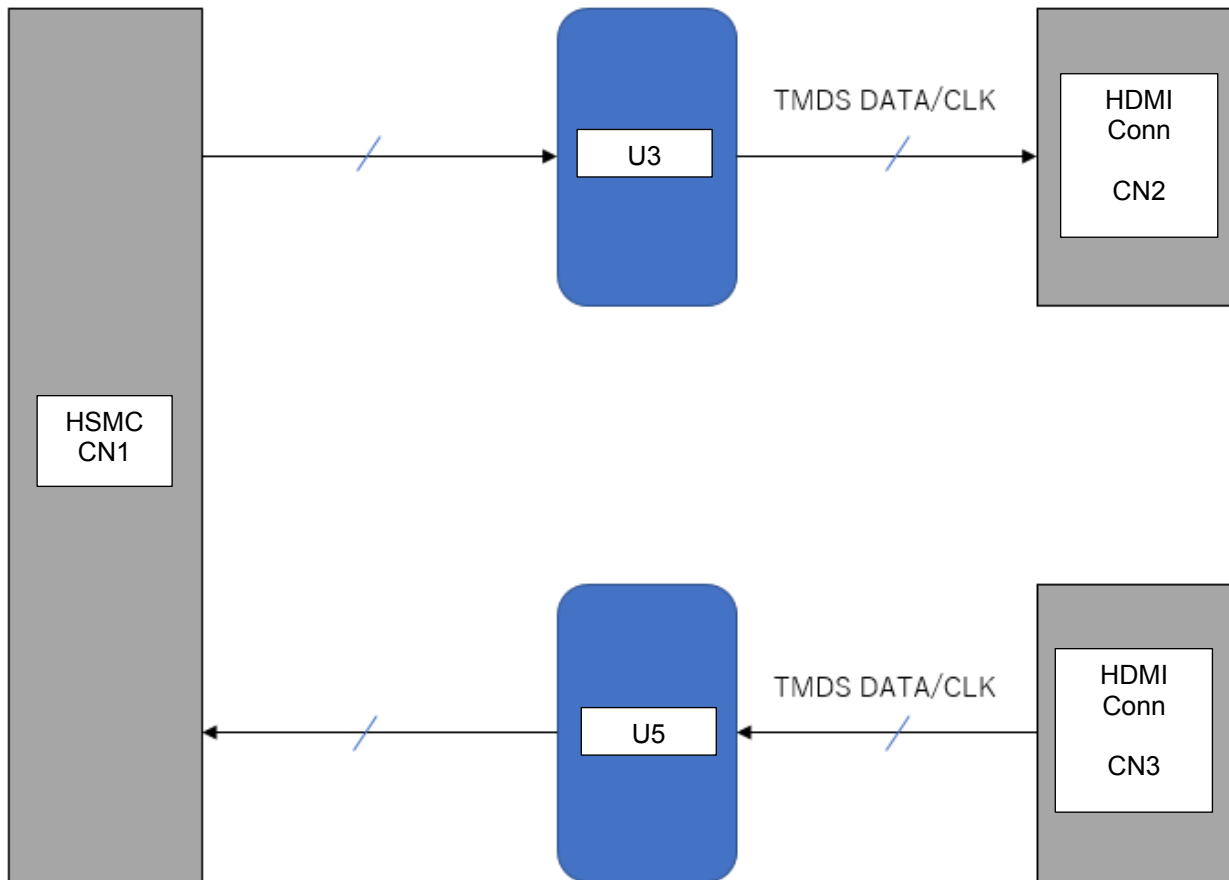 TMDS DATA/CLK
U3
HDMI
Conn
CN2
HSMC
CN1
TMDS DATA/CLK
U5
HDMI
Conn
CN3